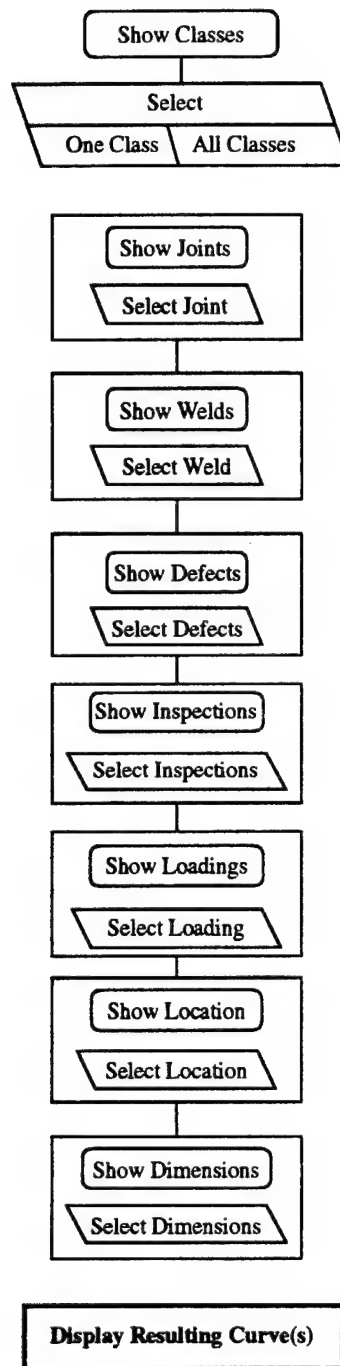 Show Classes
Select
One Class All Classes
Show Joints
Select Joint
Show Welds
Select Weld
Show Defects
Select Defects
Show Inspections
Select Inspections
Show Loadings
Select Loading
Show Location
Select Location
Show Dimensions
Select Dimensions
Display Resulting Curve(s)